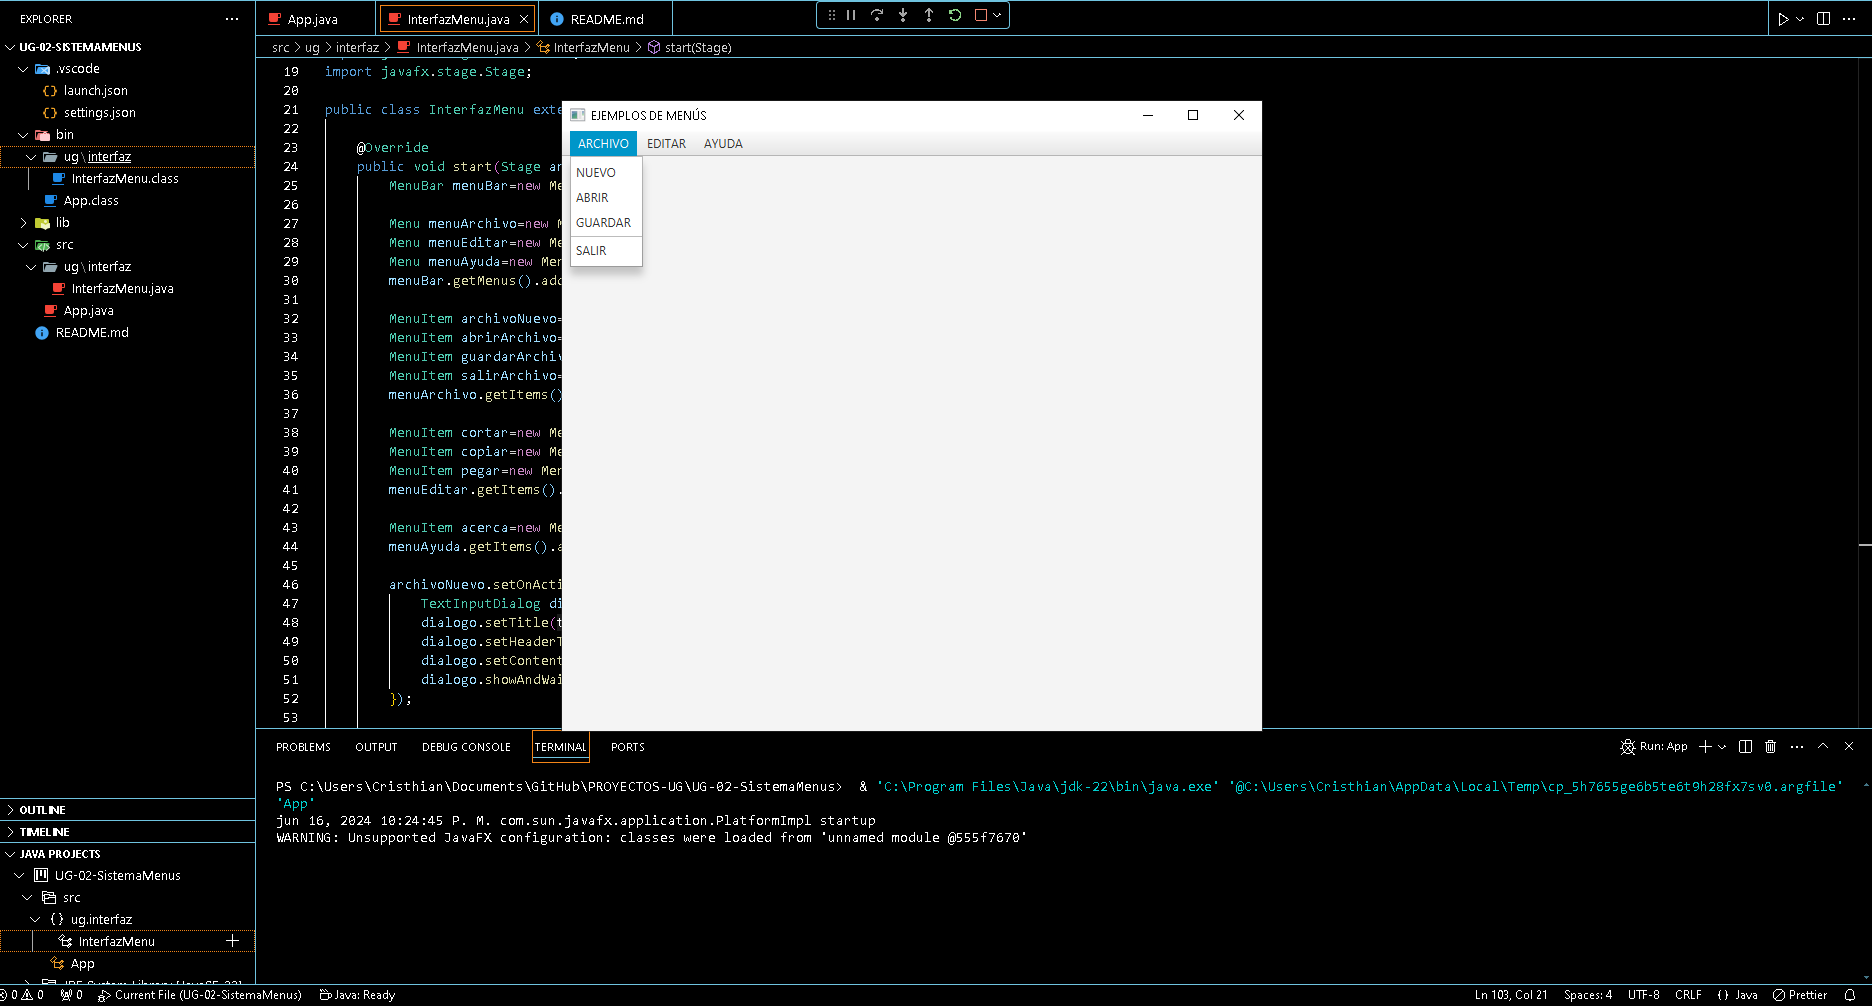 EXPLORER
UG-02-SISTEMAMENUS
.vscode
launch.json
settings.json
bin
ug\interfaz
InterfazMenu.class
App.class
lib
src
ug\interfaz
InterfazMenu.java
App.java
README.md
OUTLINE
TIMELINE
JAVA PROJECTS
UG-02-SistemaMenus
src
ug.interfaz
InterfazMenu
App
App.java
InterfazMenu.java
README.md
src > ug > interfaz > InterfazMenu.java > InterfazMenu > start(Stage)
19 import javafx.stage.Stage;
20
21 public class InterfazMenu exte
22
23 @Override
24 public void start(Stage ar
25 MenuBar menuBar=new Me
26
27 Menu menuArchivo=new M
28 Menu menuEditar=new Me
29 Menu menuAyuda=new Men
30 menuBar.getMenus().add
31
32 MenuItem archivoNuevo=
33 MenuItem abrirArchivo=
34 MenuItem guardarArchiv
35 MenuItem salirArchivo=
36 menuArchivo.getItems()
37
38 MenuItem cortar=new Me
39 MenuItem copiar=new Me
40 MenuItem pegar=new Men
41 menuEditar.getItems().
42
43 MenuItem acerca=new Me
44 menuAyuda.getItems().a
45
46 archivoNuevo.setOnActi
47 TextInputDialog di
48 dialogo.setTitle(t
49 dialogo.setHeaderT
50 dialogo.setContent
51 dialogo.showAndWai
52 });
53
EJEMPLOS DE MENÚS
ARCHIVO EDITAR AYUDA
NUEVO
ABRIR
GUARDAR
SALIR
PROBLEMS OUTPUT DEBUG CONSOLE TERMINAL PORTS
Run: App
PS C:\Users\Cristhian\Documents\GitHub\PROYECTOS-UG\UG-02-SistemaMenus> & 'C:\Program Files\Java\jdk-22\bin\java.exe' '@C:\Users\Cristhian\AppData\Local\Temp\cp_5h7655ge6b5te6t9h28fx7sv0.argfile'
'App'
jun 16, 2024 10:24:45 P. M. com.sun.javafx.application.PlatformImpl startup
WARNING: Unsupported JavaFX configuration: classes were loaded from 'unnamed module @555f7670'
0 0 0 Current File (UG-02-SistemaMenus) Java: Ready
Ln 103, Col 21 Spaces: 4 UTF-8 CRLF {} Java Prettier